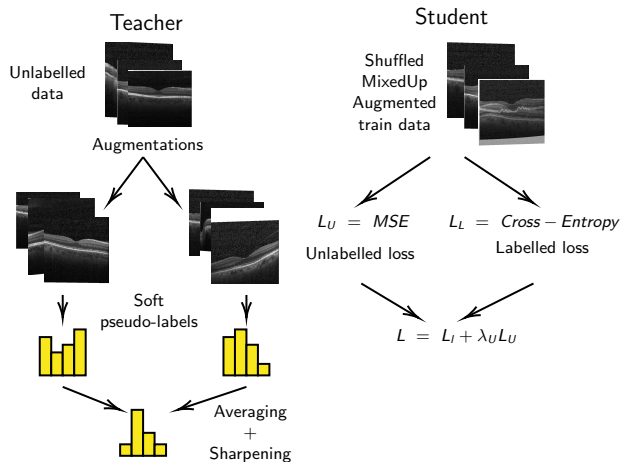 Teacher
Unlabelled
data
Augmentations
Soft
pseudo-labels
Averaging
+
Sharpening
Student
Shuffled
MixedUp
Augmented
train data
L_U = MSE
Unlabelled loss
L_L = Cross − Entropy
Labelled loss
L = L_l + λ_U L_U